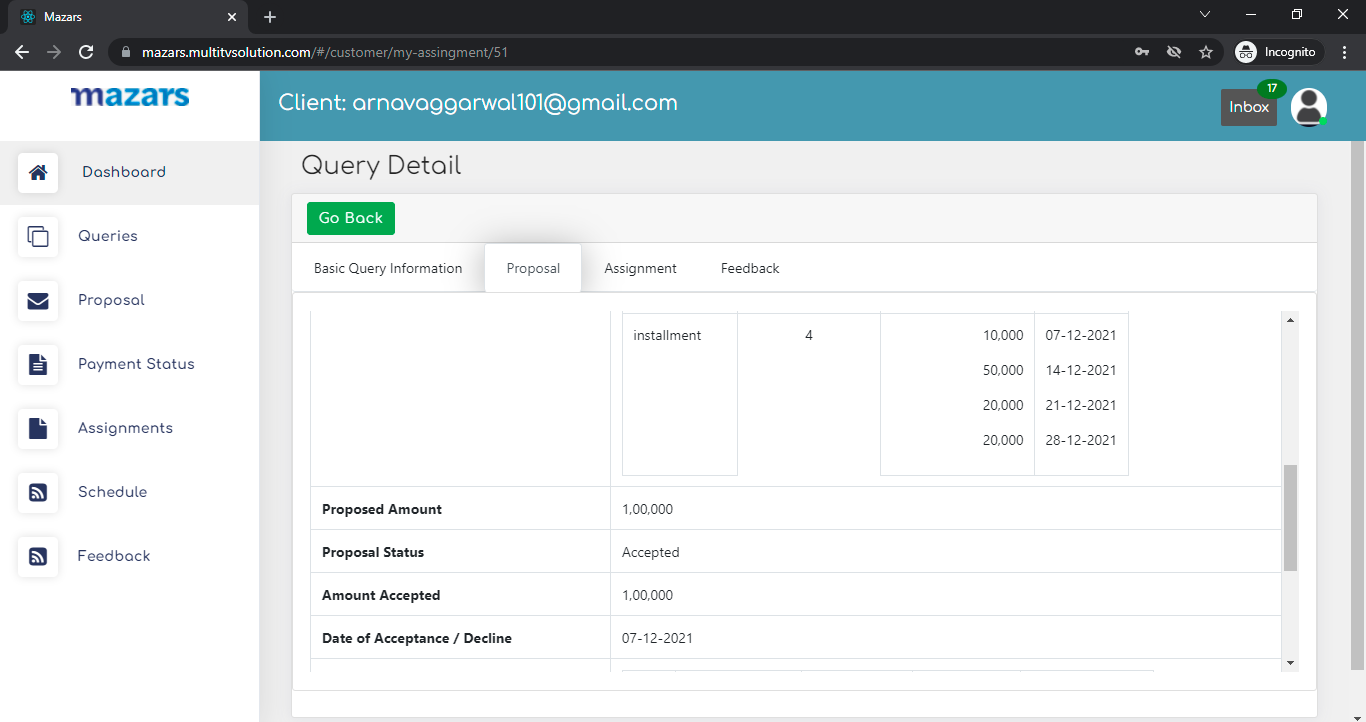 Mazars
mazars.multitvsolution.com/#/customer/my-assingment/51
Incognito
mazars
Client: arnavaggarwal101@gmail.com
Inbox
17
Dashboard
Queries
Proposal
Payment Status
Assignments
Schedule
Feedback
Query Detail
Go Back
Basic Query Information Proposal Assignment Feedback
installment 4 10,000 07-12-2021
50,000 14-12-2021
20,000 21-12-2021
20,000 28-12-2021
Proposed Amount 1,00,000
Proposal Status Accepted
Amount Accepted 1,00,000
Date of Acceptance / Decline 07-12-2021